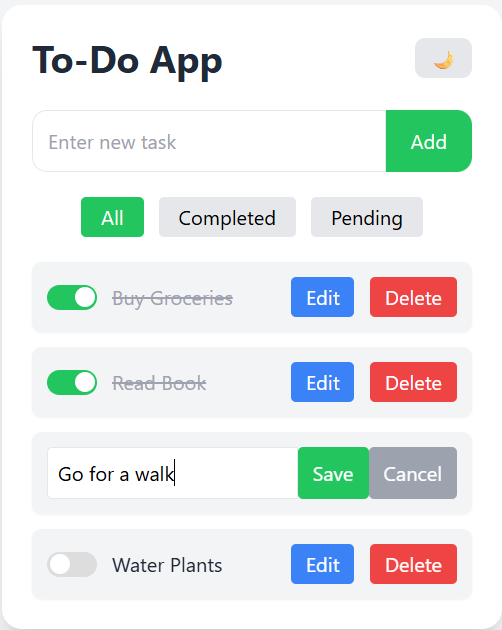 To-Do App
Enter new task Add
All Completed Pending
Buy Groceries Edit Delete
Read Book Edit Delete
Go for a walk Save Cancel
Water Plants Edit Delete